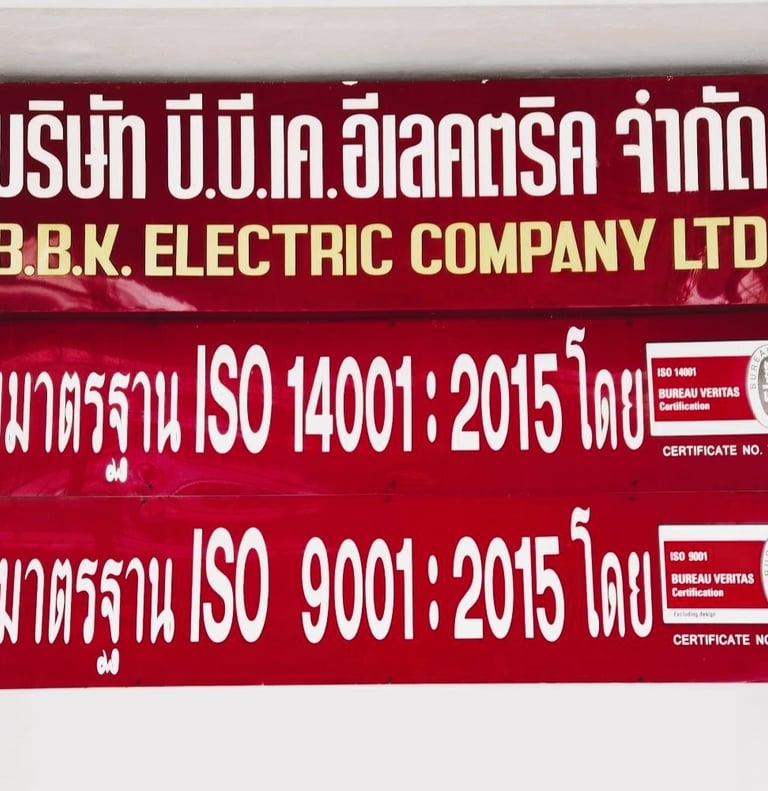 บริษัท บี.บี.เค.อีเลคตริค จำกัด
B.B.K. ELECTRIC COMPANY LTD
มาตรฐาน ISO 14001 : 2015 โดย
ISO 14001
BUREAU VERITAS
Certification
CERTIFICATE NO.
มาตรฐาน ISO 9001 : 2015 โดย
ISO 9001
BUREAU VERITAS
Certification
Excluding design
CERTIFICATE NO